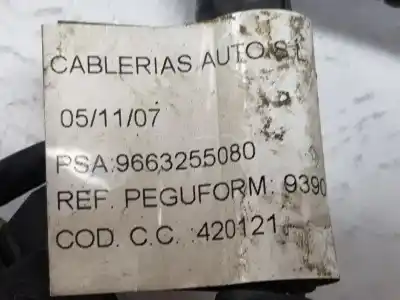 CABLERIAS AUTO S.L
05/11/07
PSA:9663255080
REF. PEGUFORM: 9390
COD. C.C. :420121